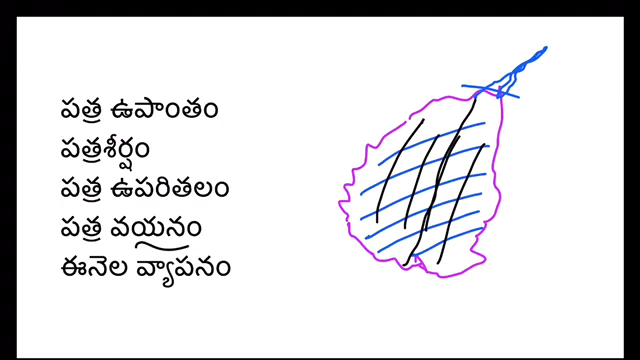 పత్ర ఉపాంతం
పత్రశీర్షం
పత్ర ఉపరితలం
పత్ర వయనం
ఈనెల వ్యాపనం